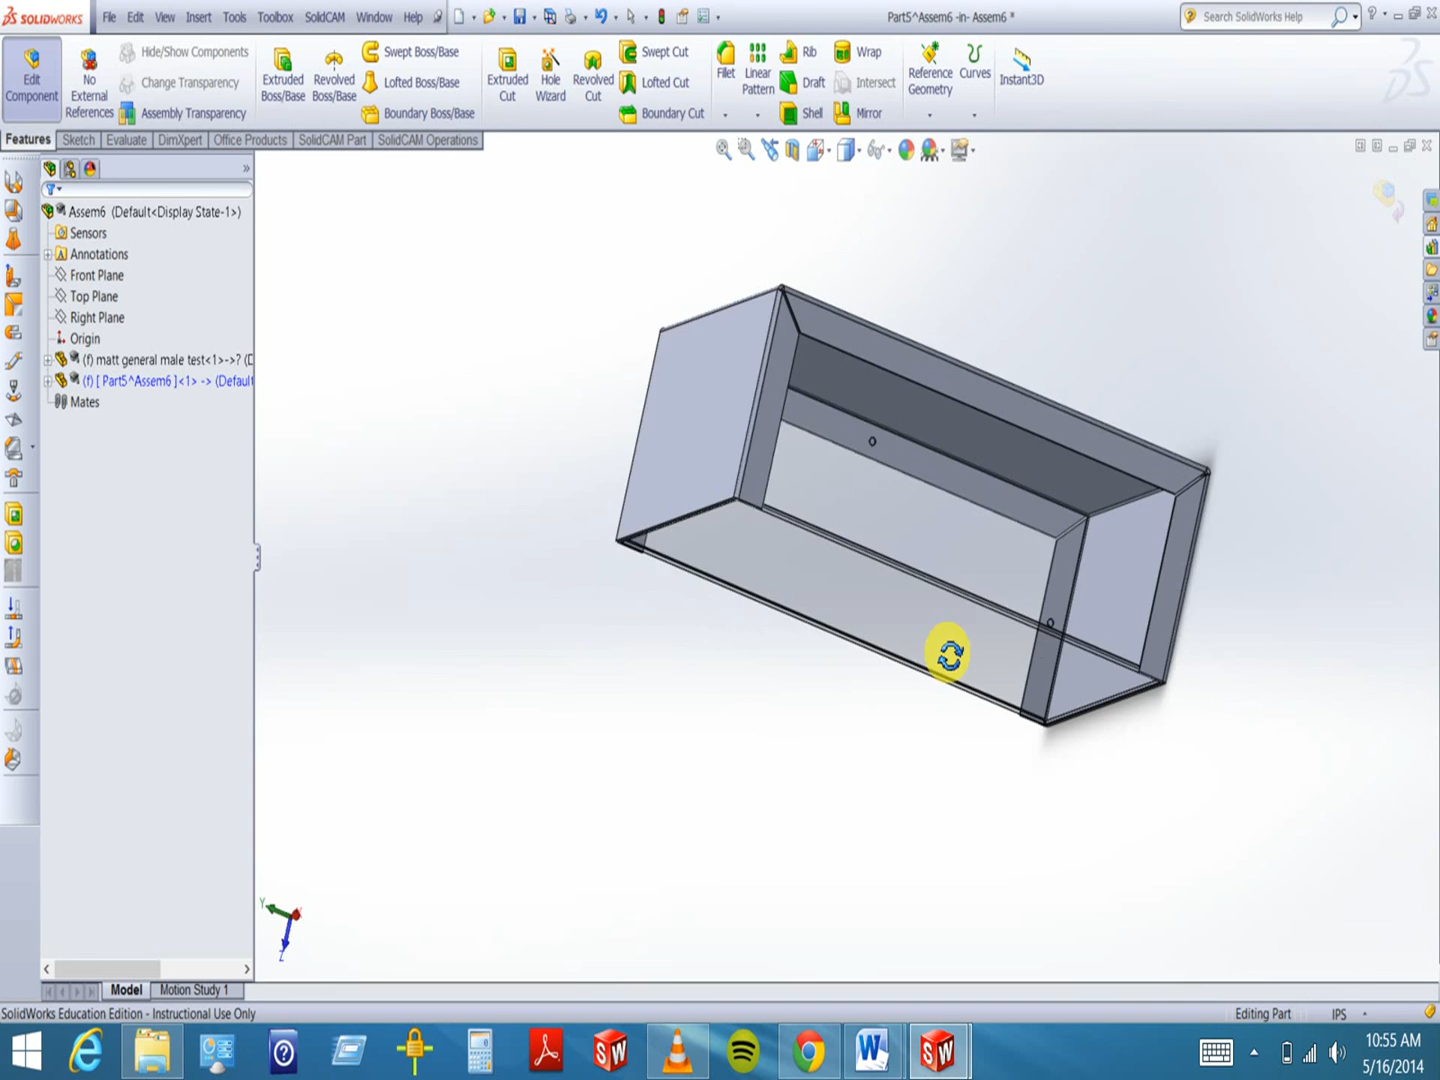 SOLIDWORKS File Edit View Insert Tools Toolbox SolidCAM Window Help Part5^Assem6 -in- Assem6 * Search SolidWorks Help
Edit Component
No External References
Hide/Show Components
Change Transparency
Assembly Transparency
Extruded Boss/Base
Revolved Boss/Base
Swept Boss/Base
Lofted Boss/Base
Boundary Boss/Base
Extruded Cut
Hole Wizard
Revolved Cut
Swept Cut
Lofted Cut
Boundary Cut
Fillet
Linear Pattern
Rib
Draft
Shell
Wrap
Intersect
Mirror
Reference Geometry
Curves
Instant3D
Features Sketch Evaluate DimXpert Office Products SolidCAM Part SolidCAM Operations
Assem6 (Default<Display State-1>)
Sensors
Annotations
Front Plane
Top Plane
Right Plane
Origin
(f) matt general male test<1>->? (D
(f) [ Part5^Assem6 ]<1> -> (Default
Mates
Y
Z
Model Motion Study 1
SolidWorks Education Edition - Instructional Use Only Editing Part IPS
10:55 AM
5/16/2014